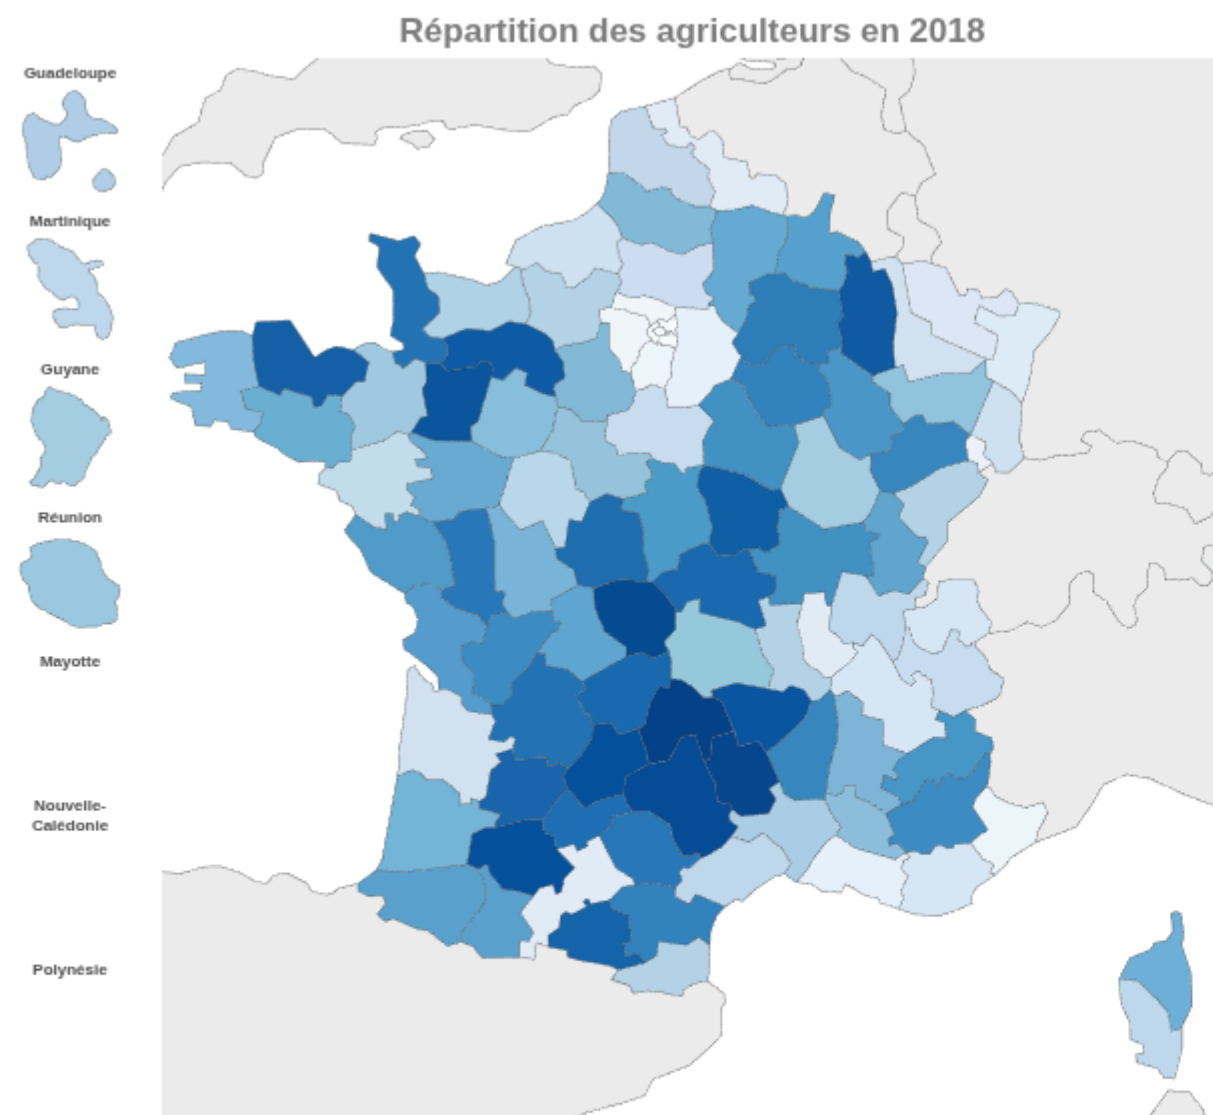 Répartition des agriculteurs en 2018
Guadeloupe
Martinique
Guyane
Réunion
Mayotte
Nouvelle-
Calédonie
Polynésie